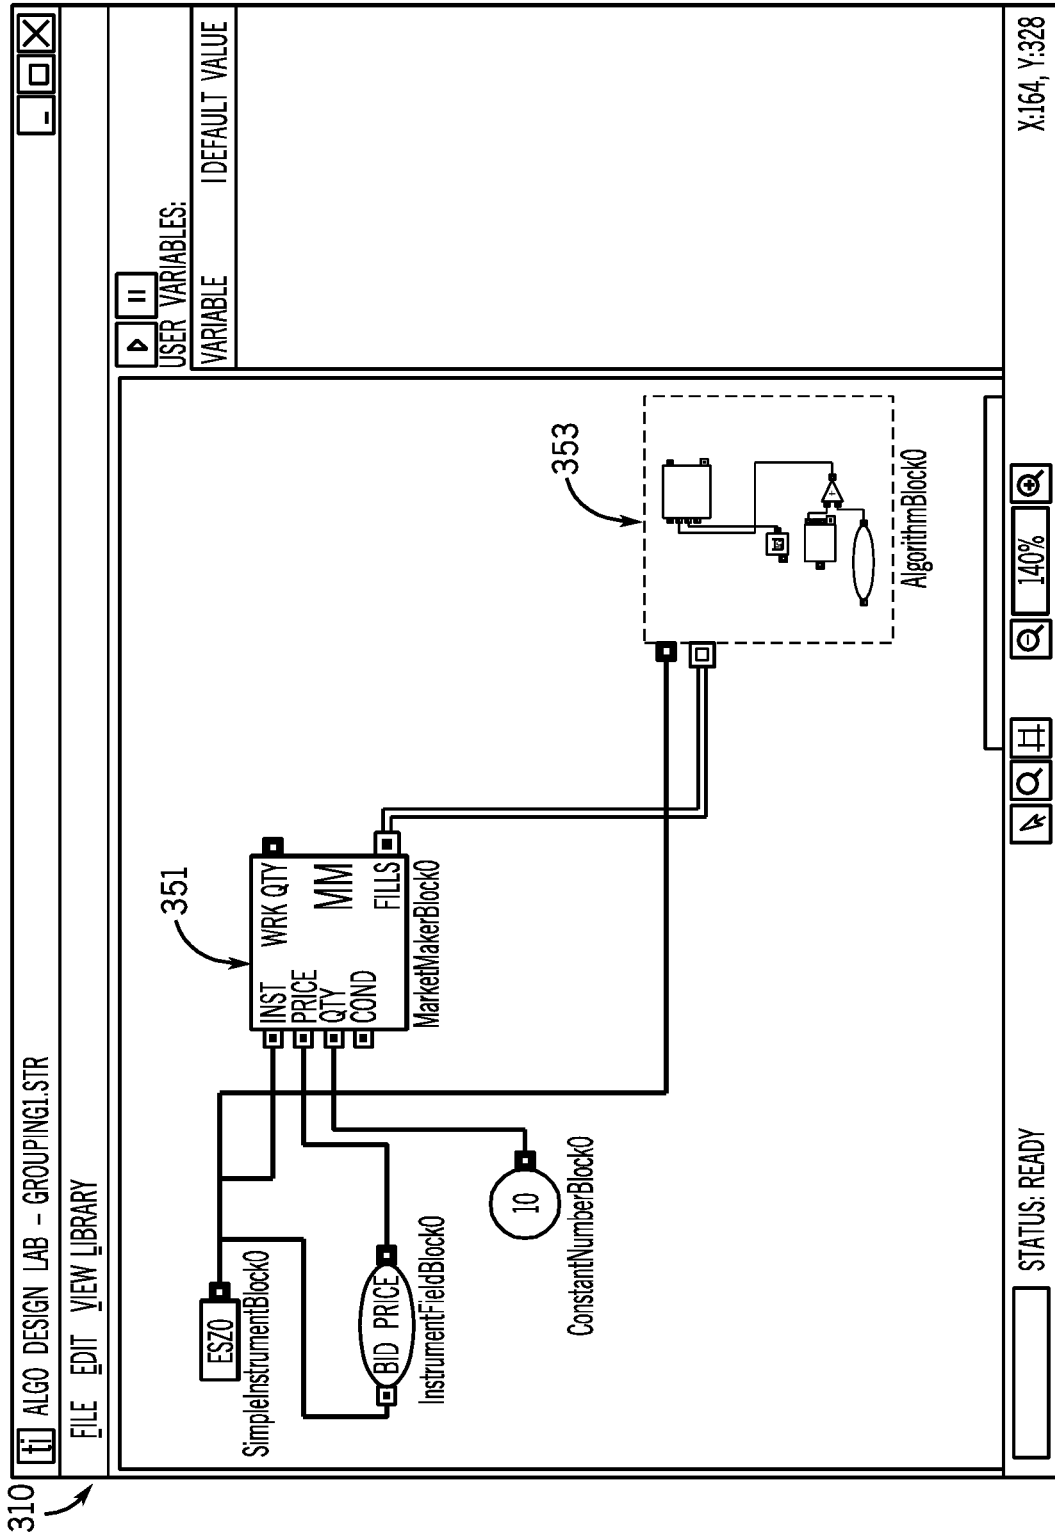 310
ti ALGO DESIGN LAB – GROUPING1.STR
FILE EDIT VIEW LIBRARY
USER VARIABLES:
VARIABLE | DEFAULT VALUE
ESZ0
SimpleInstrumentBlock0
BID PRICE
InstrumentFieldBlock0
10
ConstantNumberBlock0
351
INST WRK QTY
PRICE
QTY MM
COND FILLS
MarketMakerBlock0
353
+
AlgorithmBlock0
STATUS: READY
140%
X:164, Y:328